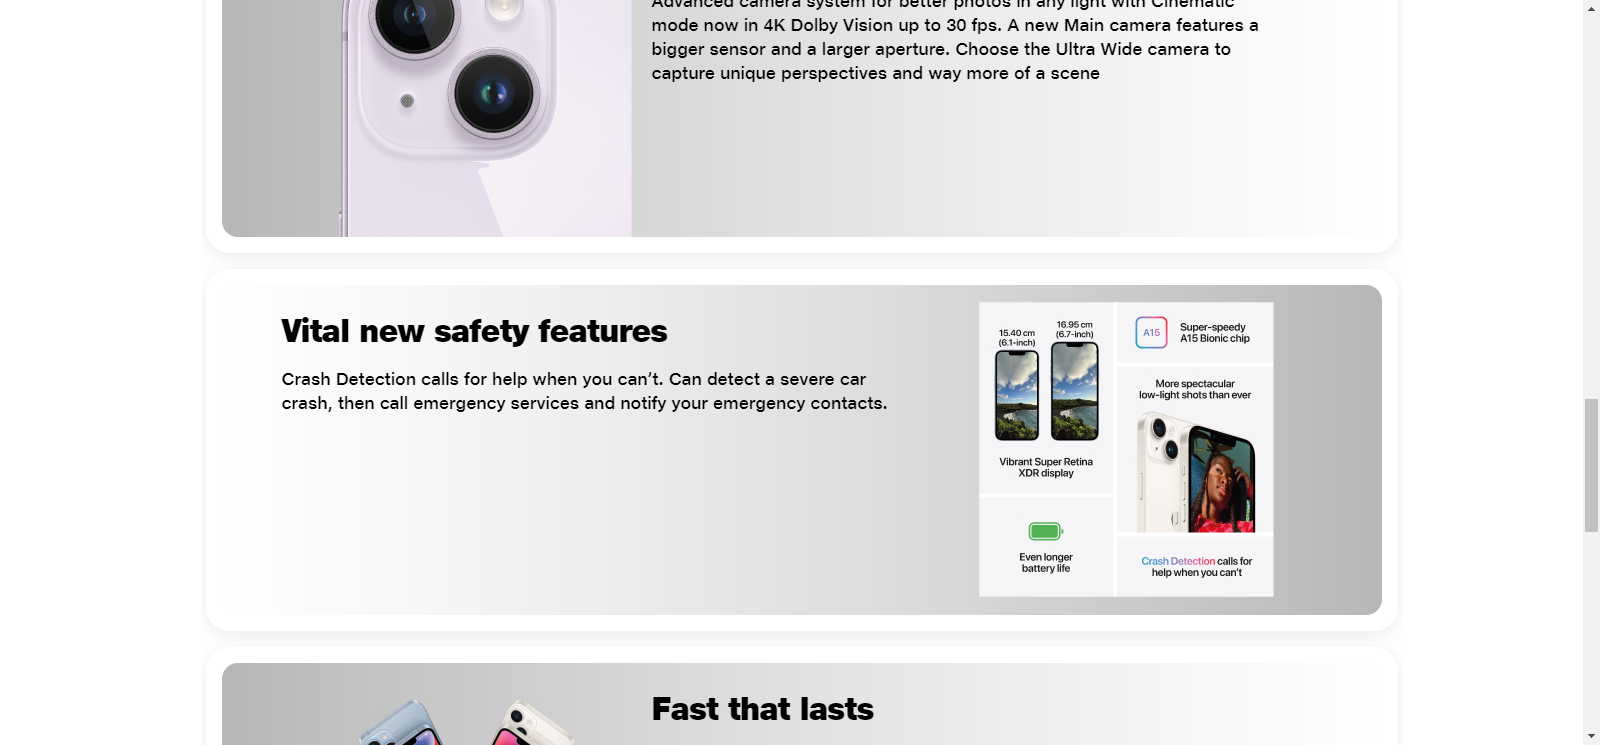 Advanced camera system for better photos in any light with Cinematic
mode now in 4K Dolby Vision up to 30 fps. A new Main camera features a
bigger sensor and a larger aperture. Choose the Ultra Wide camera to
capture unique perspectives and way more of a scene
Vital new safety features
Crash Detection calls for help when you can’t. Can detect a severe car
crash, then call emergency services and notify your emergency contacts.
15.40 cm
(6.1-inch)
16.95 cm
(6.7-inch)
Vibrant Super Retina
XDR display
Even longer
battery life
A15
Super-speedy
A15 Bionic chip
More spectacular
low-light shots than ever
Crash Detection calls for
help when you can’t
Fast that lasts